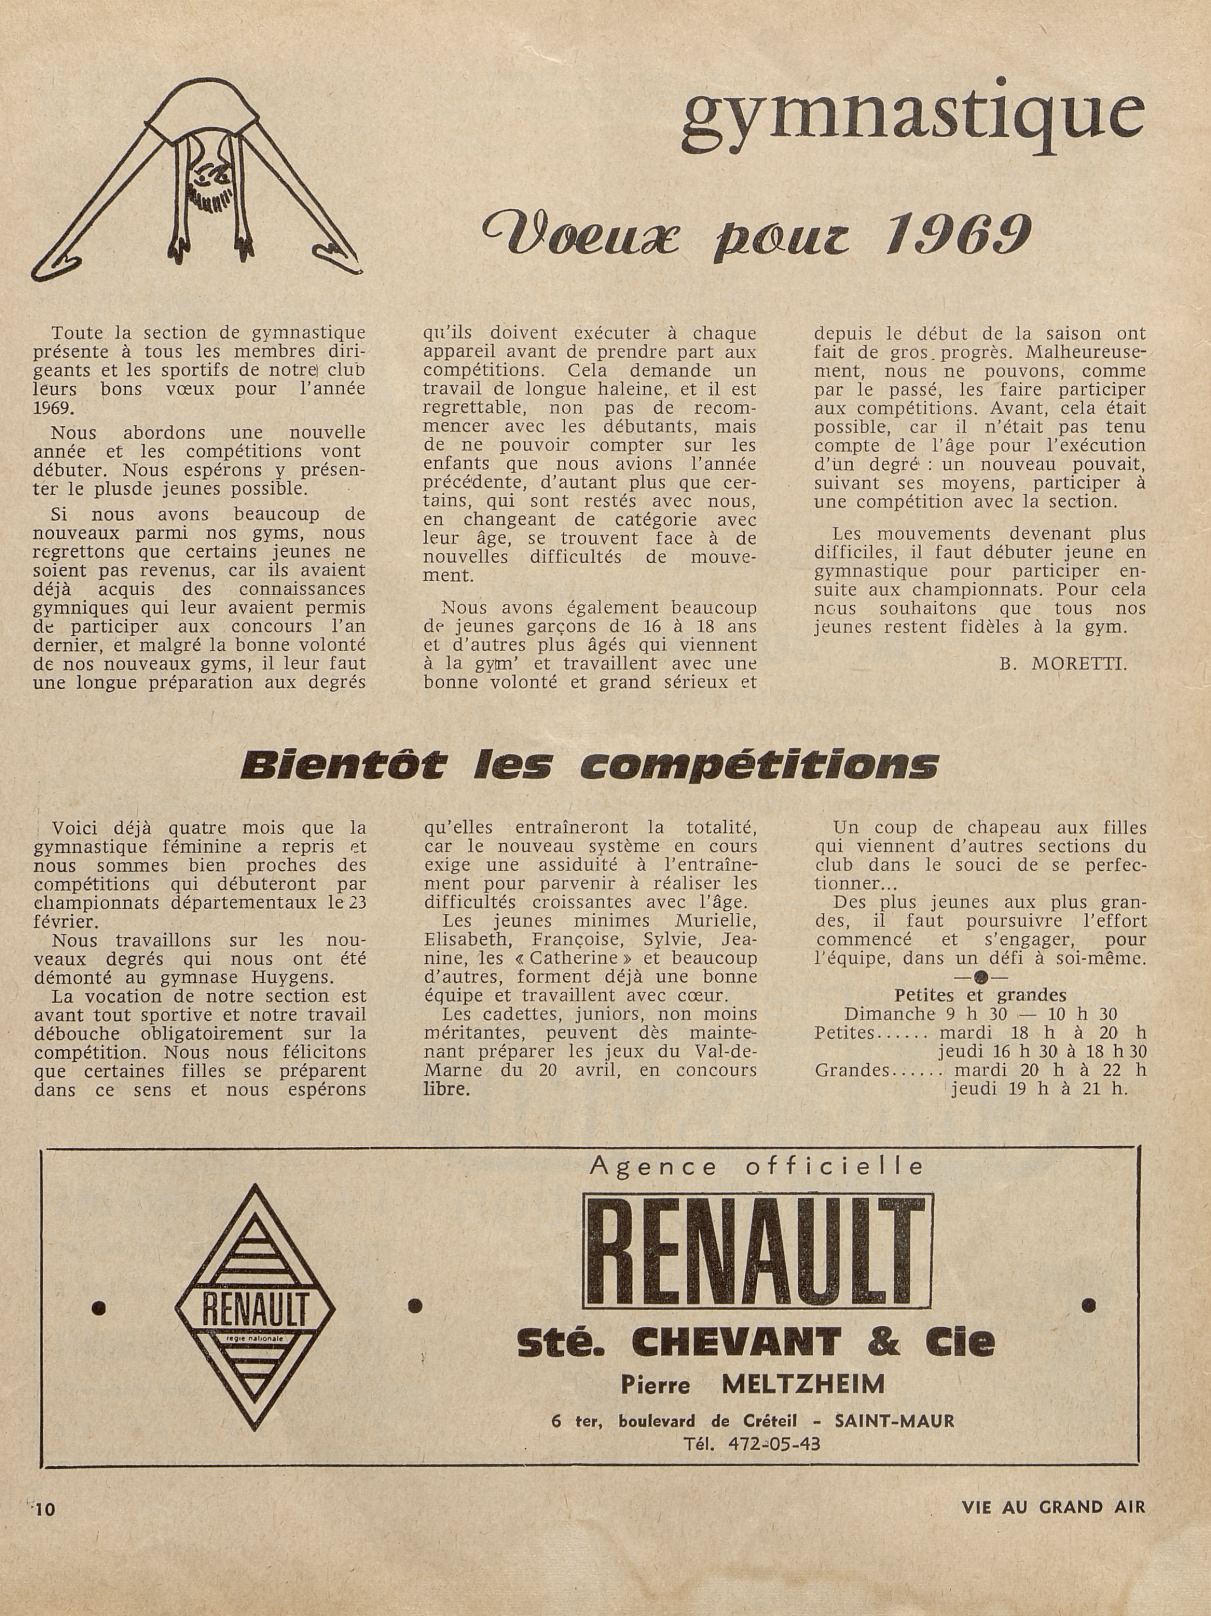 gymnastique
Voeux pour 1969
Toute la section de gymnastique
présente à tous les membres diri-
geants et les sportifs de notre club
leurs bons vœux pour l'année
1969.
Nous abordons une nouvelle
année et les compétitions vont
débuter. Nous espérons y présen-
ter le plusde jeunes possible.
Si nous avons beaucoup de
nouveaux parmi nos gyms, nous
regrettons que certains jeunes ne
soient pas revenus, car ils avaient
déjà acquis des connaissances
gymniques qui leur avaient permis
de participer aux concours l'an
dernier, et malgré la bonne volonté
de nos nouveaux gyms, il leur faut
une longue préparation aux degrés
qu'ils doivent exécuter à chaque
appareil avant de prendre part aux
compétitions. Cela demande un
travail de longue haleine, et il est
regrettable, non pas de recom-
mencer avec les débutants, mais
de ne pouvoir compter sur les
enfants que nous avions l'année
précédente, d'autant plus que cer-
tains, qui sont restés avec nous,
en changeant de catégorie avec
leur âge, se trouvent face à de
nouvelles difficultés de mouve-
ment.
Nous avons également beaucoup
de jeunes garçons de 16 à 18 ans
et d'autres plus âgés qui viennent
à la gym' et travaillent avec une
bonne volonté et grand sérieux et
depuis le début de la saison ont
fait de gros progrès. Malheureuse-
ment, nous ne pouvons, comme
par le passé, les faire participer
aux compétitions. Avant, cela était
possible, car il n'était pas tenu
compte de l'âge pour l'exécution
d'un degré : un nouveau pouvait,
suivant ses moyens, participer à
une compétition avec la section.
Les mouvements devenant plus
difficiles, il faut débuter jeune en
gymnastique pour participer en-
suite aux championnats. Pour cela
nous souhaitons que tous nos
jeunes restent fidèles à la gym.
B. MORETTI.
Bientôt les compétitions
Voici déjà quatre mois que la
gymnastique féminine a repris et
nous sommes bien proches des
compétitions qui débuteront par
championnats départementaux le 23
février.
Nous travaillons sur les nou-
veaux degrés qui nous ont été
démonté au gymnase Huygens.
La vocation de notre section est
avant tout sportive et notre travail
débouche obligatoirement sur la
compétition. Nous nous félicitons
que certaines filles se préparent
dans ce sens et nous espérons
qu'elles entraîneront la totalité,
car le nouveau système en cours
exige une assiduité à l'entraîne-
ment pour parvenir à réaliser les
difficultés croissantes avec l'âge.
Les jeunes minimes Murielle,
Elisabeth, Françoise, Sylvie, Jea-
nine, les « Catherine » et beaucoup
d'autres, forment déjà une bonne
équipe et travaillent avec cœur.
Les cadettes, juniors, non moins
méritantes, peuvent dès mainte-
nant préparer les jeux du Val-de-
Marne du 20 avril, en concours
libre.
Un coup de chapeau aux filles
qui viennent d'autres sections du
club dans le souci de se perfec-
tionner...
Des plus jeunes aux plus gran-
des, il faut poursuivre l'effort
commencé et s'engager, pour
l'équipe, dans un défi à soi-même.
—●—
Petites et grandes
Dimanche 9 h 30 — 10 h 30
Petites...... mardi 18 h à 20 h
jeudi 16 h 30 à 18 h 30
Grandes...... mardi 20 h à 22 h
jeudi 19 h à 21 h.
RENAULT
régie nationale
Agence officielle
RENAULT
Sté. CHEVANT & Cie
Pierre MELTZHEIM
6 ter, boulevard de Créteil - SAINT-MAUR
Tél. 472-05-43
10
VIE AU GRAND AIR